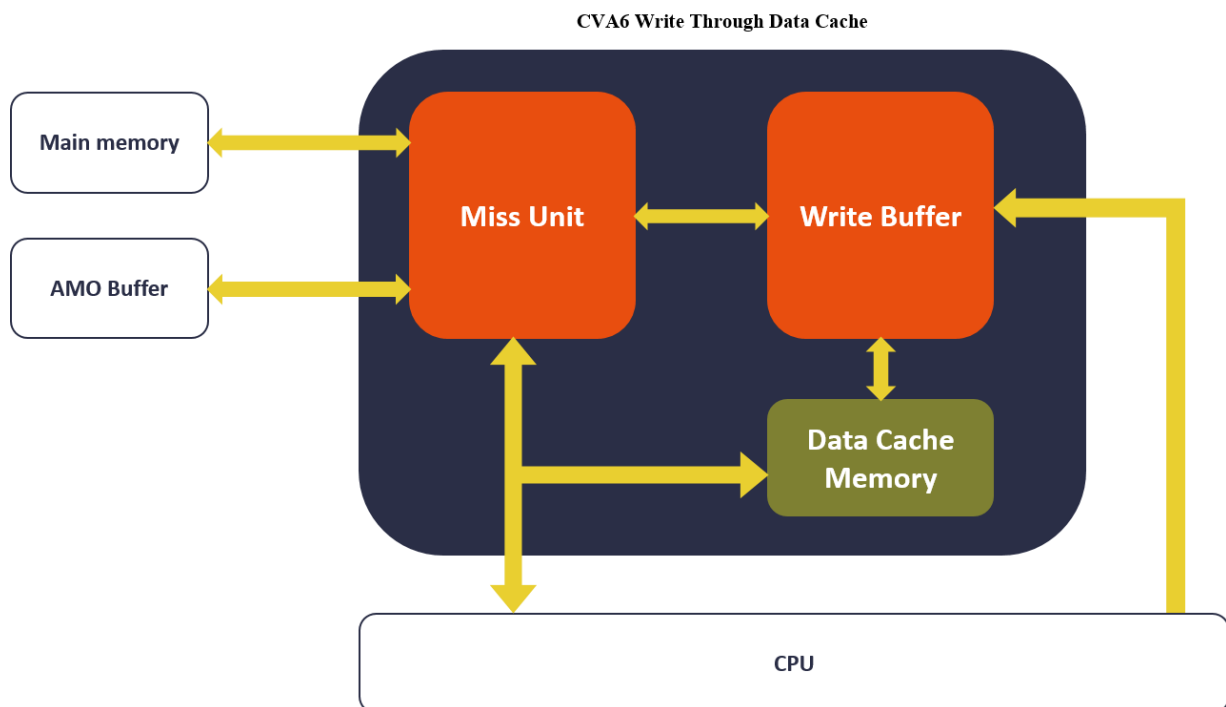 CVA6 Write Through Data Cache
Main memory
Miss Unit
Write Buffer
AMO Buffer
Data Cache
Memory
CPU